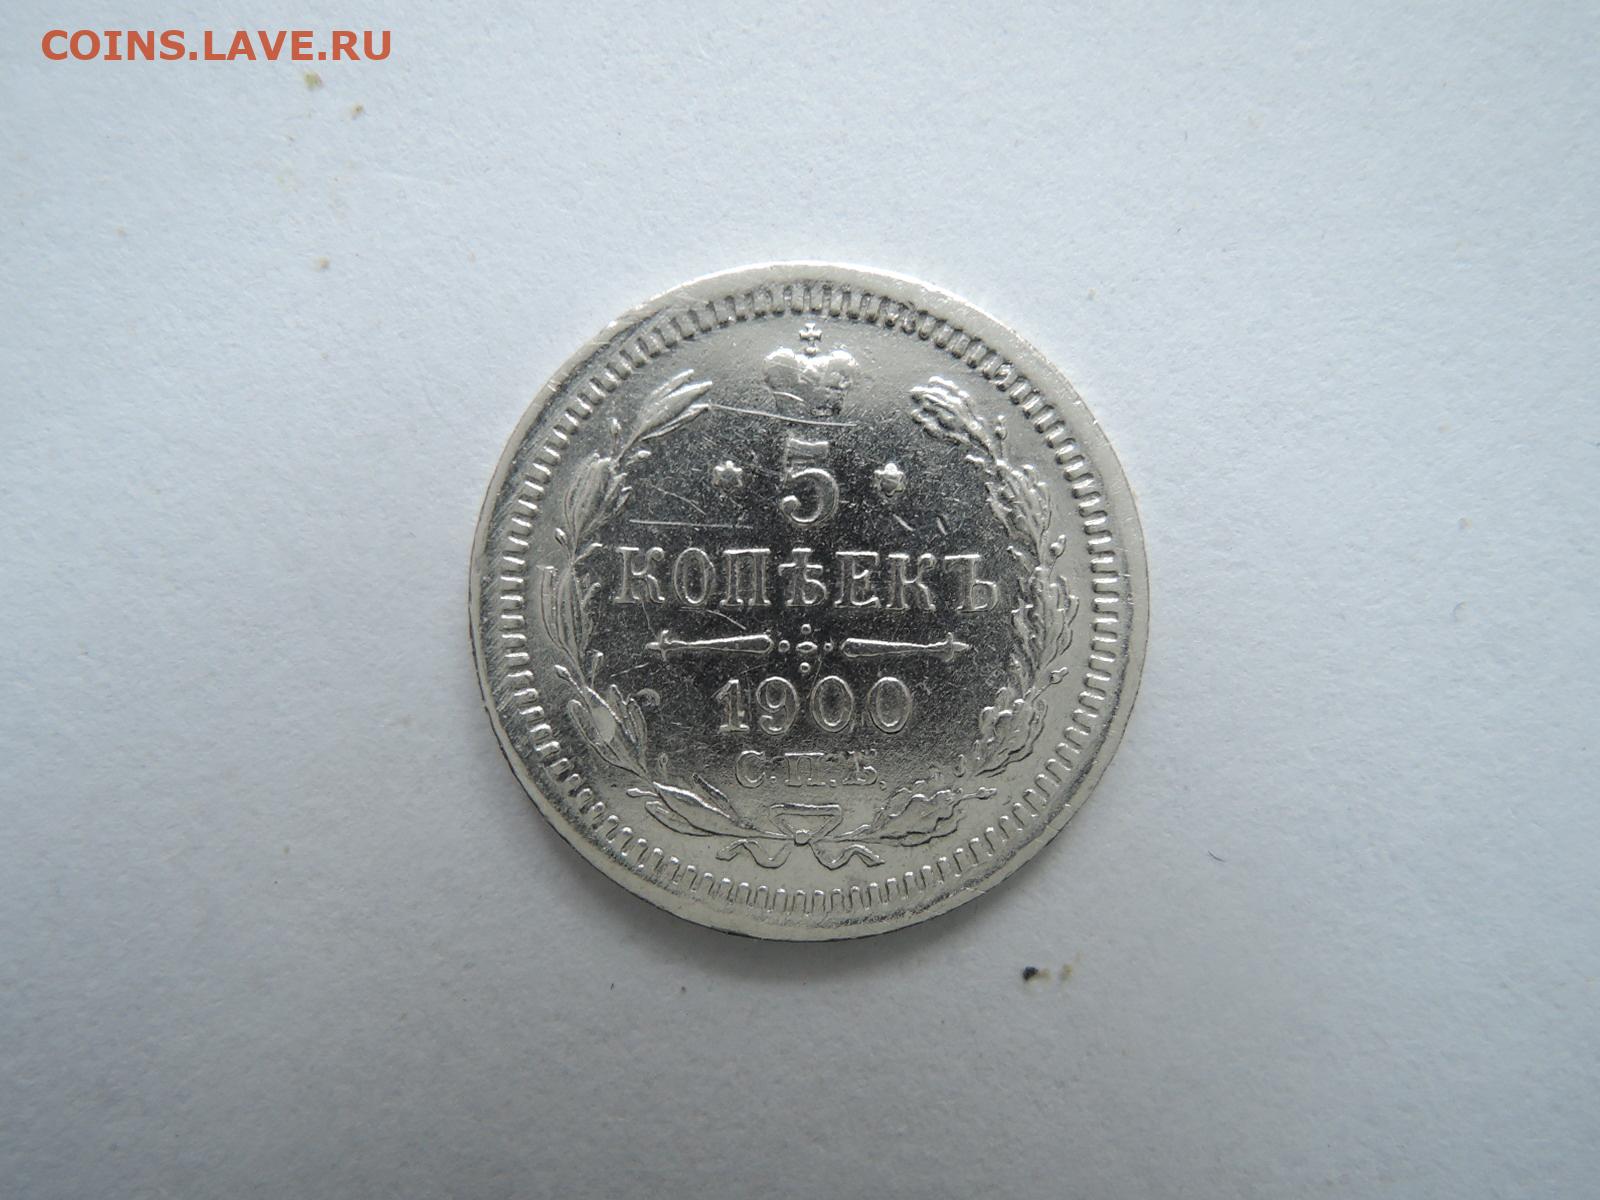 COINS.LAVE.RU
5
КОПѢЕКЪ
1900
С.П.Б.